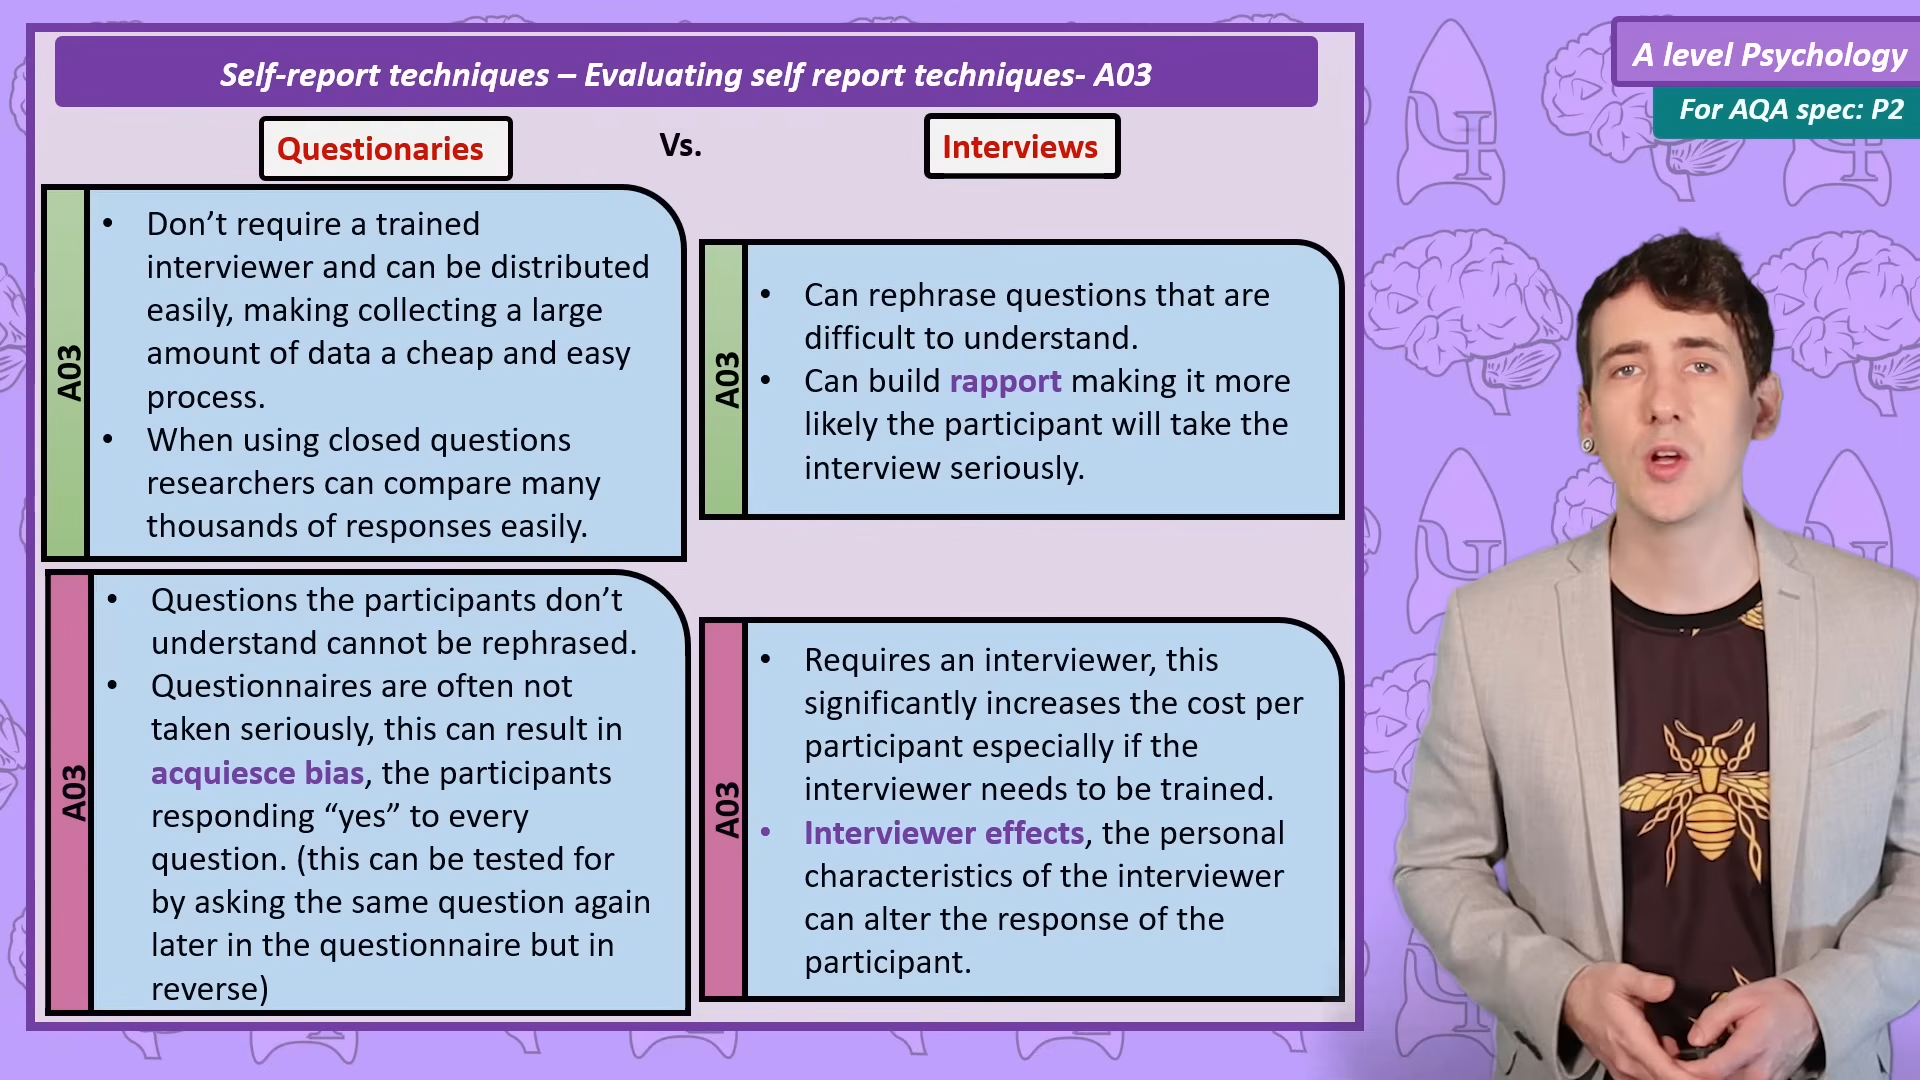 Self-report techniques – Evaluating self report techniques- A03
A level Psychology
For AQA spec: P2
Questionaries
Vs.
Interviews
A03
• Don’t require a trained
interviewer and can be distributed
easily, making collecting a large
amount of data a cheap and easy
process.
• When using closed questions
researchers can compare many
thousands of responses easily.
A03
• Can rephrase questions that are
difficult to understand.
• Can build rapport making it more
likely the participant will take the
interview seriously.
A03
• Questions the participants don’t
understand cannot be rephrased.
• Questionnaires are often not
taken seriously, this can result in
acquiesce bias, the participants
responding “yes” to every
question. (this can be tested for
by asking the same question again
later in the questionnaire but in
reverse)
A03
• Requires an interviewer, this
significantly increases the cost per
participant especially if the
interviewer needs to be trained.
• Interviewer effects, the personal
characteristics of the interviewer
can alter the response of the
participant.